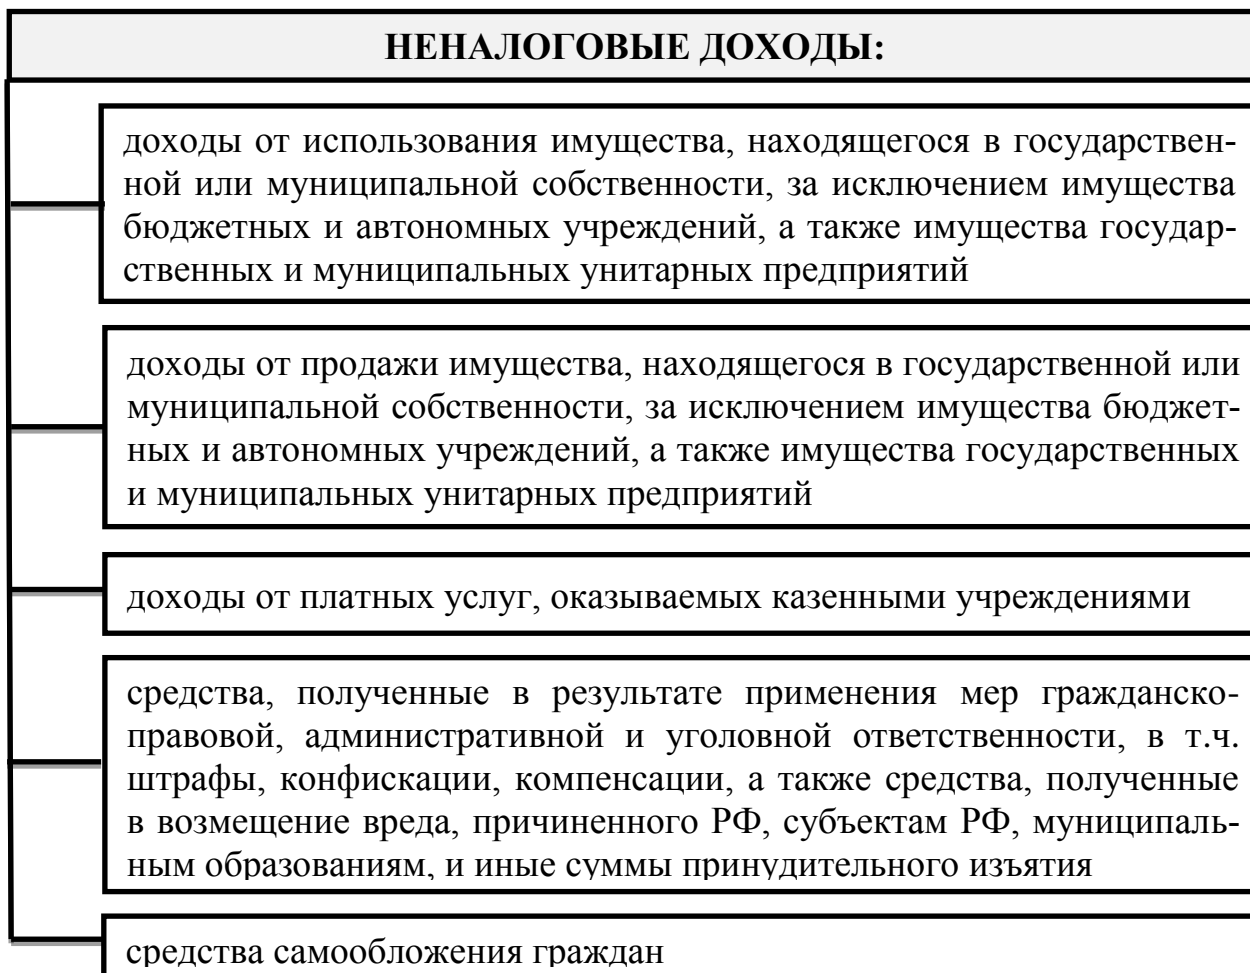 НЕНАЛОГОВЫЕ ДОХОДЫ:
доходы от использования имущества, находящегося в государствен-
ной или муниципальной собственности, за исключением имущества
бюджетных и автономных учреждений, а также имущества государ-
ственных и муниципальных унитарных предприятий
доходы от продажи имущества, находящегося в государственной или
муниципальной собственности, за исключением имущества бюджет-
ных и автономных учреждений, а также имущества государственных
и муниципальных унитарных предприятий
доходы от платных услуг, оказываемых казенными учреждениями
средства, полученные в результате применения мер гражданско-
правовой, административной и уголовной ответственности, в т.ч.
штрафы, конфискации, компенсации, а также средства, полученные
в возмещение вреда, причиненного РФ, субъектам РФ, муниципаль-
ным образованиям, и иные суммы принудительного изъятия
средства самообложения граждан